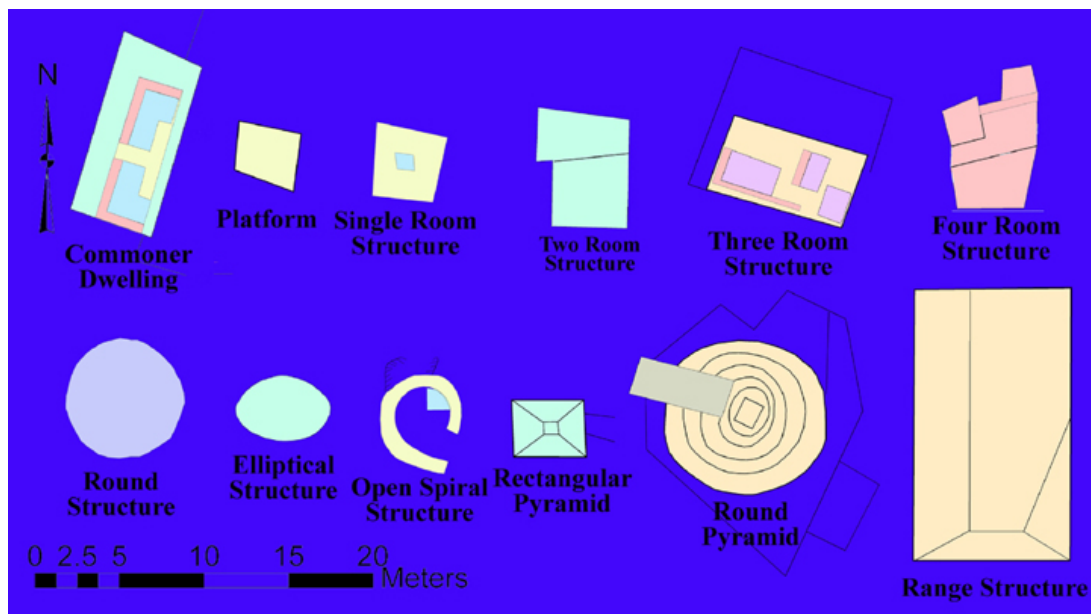 N
Commoner
Dwelling
Platform
Single Room
Structure
Two Room
Structure
Three Room
Structure
Four Room
Structure
Round
Structure
Elliptical
Structure
Open Spiral
Structure
Rectangular
Pyramid
Round
Pyramid
Range Structure
0 2.5 5 10 15 20
Meters